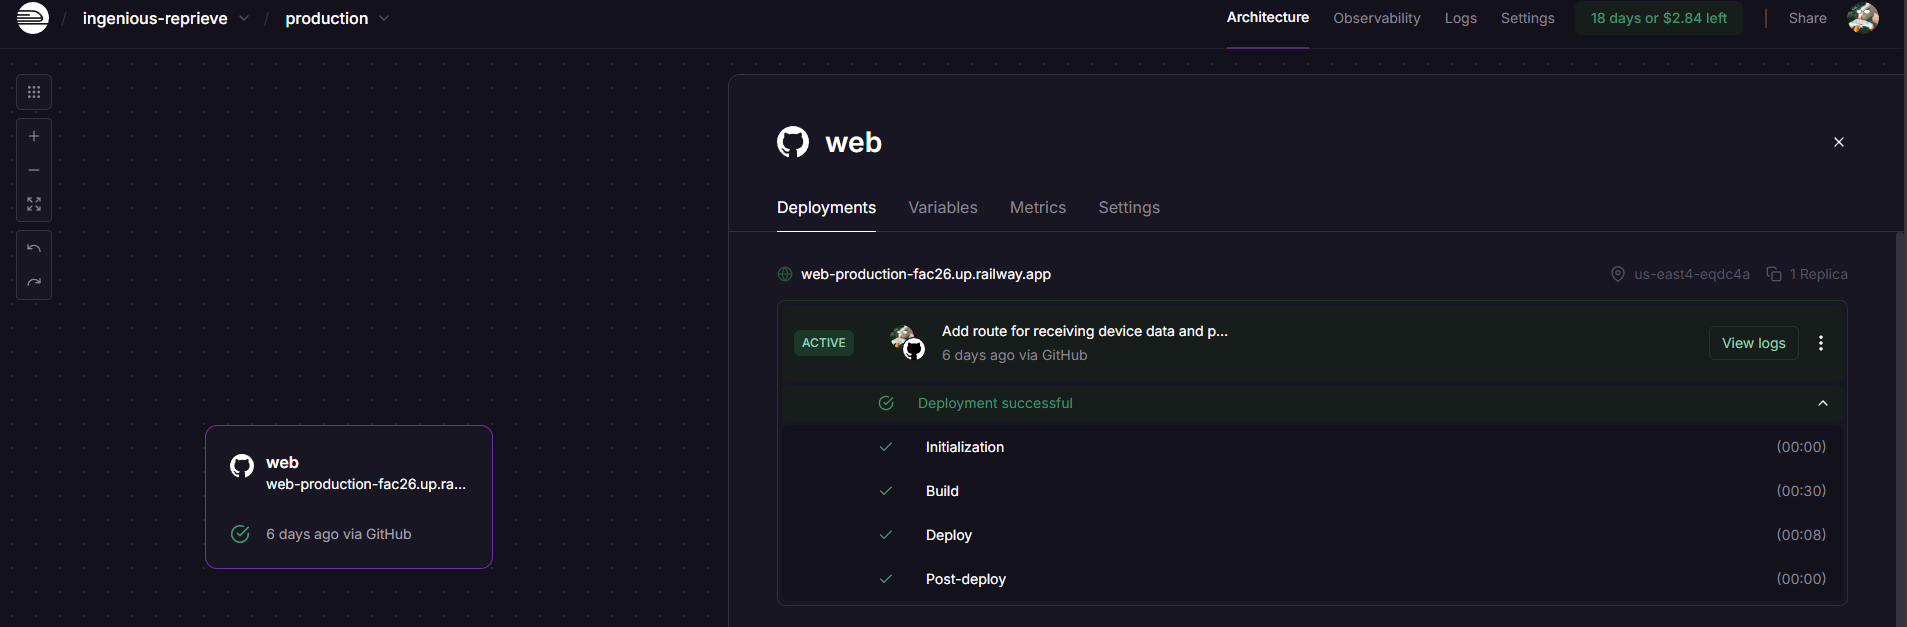 / ingenious-reprieve / production
Architecture Observability Logs Settings 18 days or $2.84 left Share
web
Deployments Variables Metrics Settings
web-production-fac26.up.railway.app us-east4-eqdc4a 1 Replica
ACTIVE Add route for receiving device data and p... View logs
6 days ago via GitHub
Deployment successful
Initialization (00:00)
Build (00:30)
Deploy (00:08)
Post-deploy (00:00)
web
web-production-fac26.up.ra...
6 days ago via GitHub